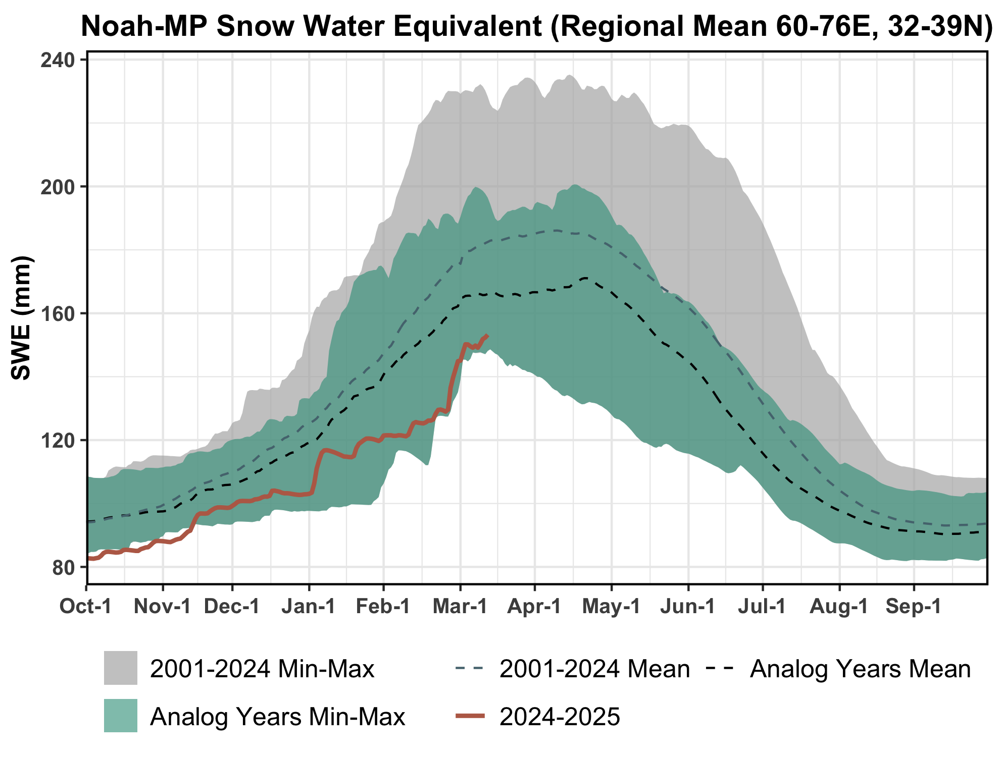 Noah-MP Snow Water Equivalent (Regional Mean 60-76E, 32-39N)
240
200
160
120
80
SWE (mm)
Oct-1 Nov-1 Dec-1 Jan-1 Feb-1 Mar-1 Apr-1 May-1 Jun-1 Jul-1 Aug-1 Sep-1
2001-2024 Min-Max 2001-2024 Mean Analog Years Mean
Analog Years Min-Max 2024-2025